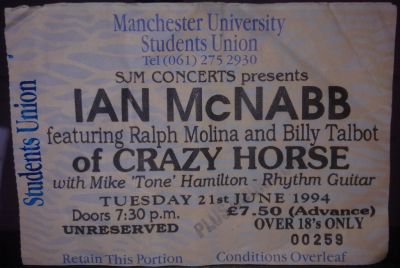 Manchester University
Students Union
Tel (061) 275 2930
SJM CONCERTS presents
IAN McNABB
featuring Ralph Molina and Billy Talbot
of CRAZY HORSE
with Mike 'Tone' Hamilton - Rhythm Guitar
TUESDAY 21st JUNE 1994
Doors 7:30 p.m. £7.50 (Advance)
UNRESERVED OVER 18's ONLY
00259
Retain This Portion Conditions Overleaf
Students Union